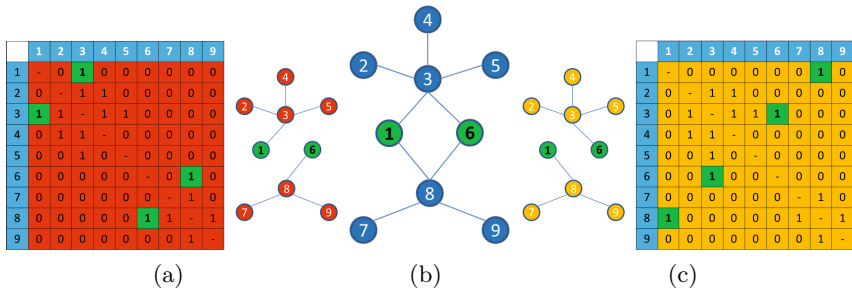 1 2 3 4 5 6 7 8 9
1 - 0 1 0 0 0 0 0 0
2 0 - 1 1 0 0 0 0 0
3 1 1 - 1 1 0 0 0 0
4 0 1 1 - 0 0 0 0 0
5 0 0 1 0 - 0 0 0 0
6 0 0 0 0 0 - 0 1 0
7 0 0 0 0 0 0 - 1 0
8 0 0 0 0 0 1 1 - 1
9 0 0 0 0 0 0 0 1 -
4
2 3 5
1 6
8
7 9
(a)
4
2 3 5
1 6
8
7 9
(b)
4
2 3 5
1 6
8
7 9
1 2 3 4 5 6 7 8 9
1 - 0 0 0 0 0 0 1 0
2 0 - 1 1 0 0 0 0 0
3 0 1 - 1 1 1 0 0 0
4 0 1 1 - 0 0 0 0 0
5 0 0 1 0 - 0 0 0 0
6 0 0 1 0 0 - 0 0 0
7 0 0 0 0 0 0 - 1 0
8 1 0 0 0 0 0 1 - 1
9 0 0 0 0 0 0 0 1 -
(c)